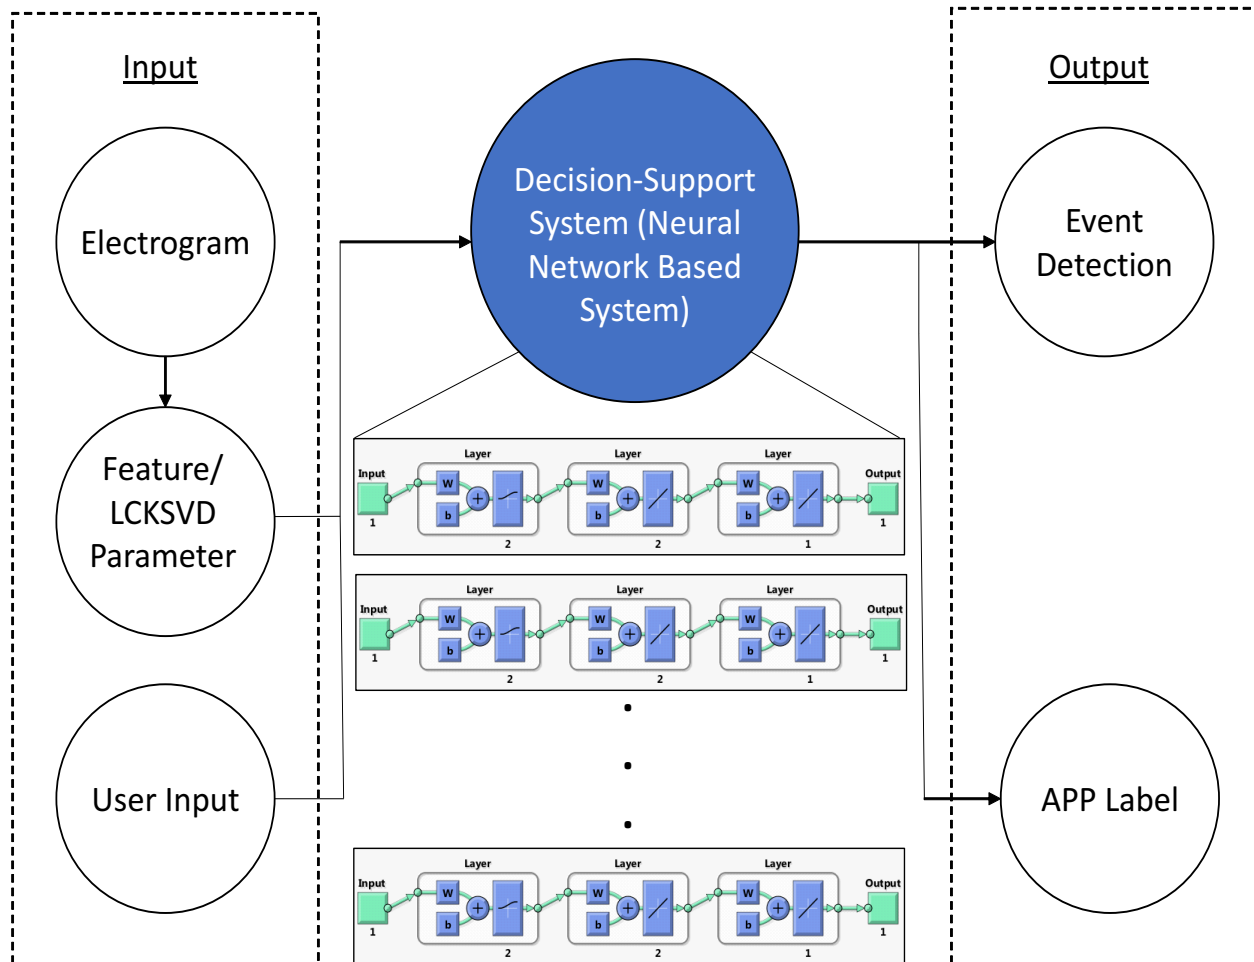 Input
Output
Electrogram
Decision-Support
System (Neural
Network Based
System)
Event
Detection
Feature/
LCKSVD
Parameter
User Input
APP Label
Layer
Layer
Layer
Input
Output
W
W
W
+
+
+
b
b
b
1
1
2
2
1
Layer
Layer
Layer
Input
Output
W
W
W
+
+
+
b
b
b
1
1
2
2
1
Layer
Layer
Layer
Input
Output
W
W
W
+
+
+
b
b
b
1
1
2
2
1